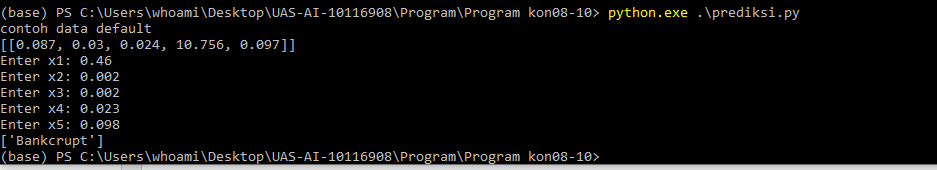 (base) PS C:\Users\whoami\Desktop\UAS-AI-10116908\Program\Program kon08-10> python.exe .\prediksi.py
contoh data default
[[0.087, 0.03, 0.024, 10.756, 0.097]]
Enter x1: 0.46
Enter x2: 0.002
Enter x3: 0.002
Enter x4: 0.023
Enter x5: 0.098
['Bankcrupt']
(base) PS C:\Users\whoami\Desktop\UAS-AI-10116908\Program\Program kon08-10>